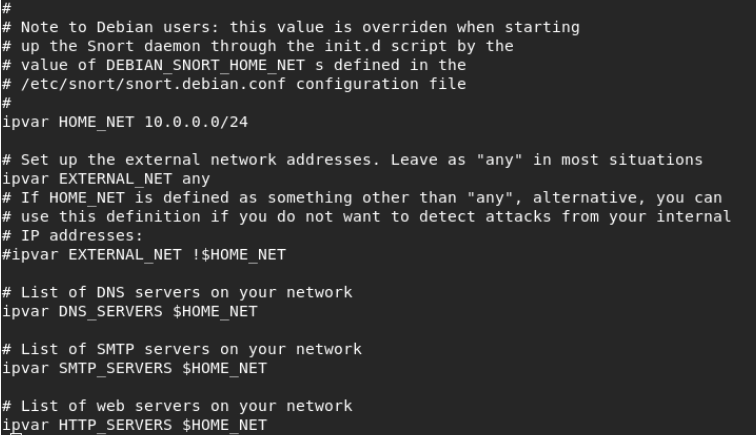 #
# Note to Debian users: this value is overriden when starting
# up the Snort daemon through the init.d script by the
# value of DEBIAN_SNORT_HOME_NET s defined in the
# /etc/snort/snort.debian.conf configuration file
#
ipvar HOME_NET 10.0.0.0/24

# Set up the external network addresses. Leave as "any" in most situations
ipvar EXTERNAL_NET any
# If HOME_NET is defined as something other than "any", alternative, you can
# use this definition if you do not want to detect attacks from your internal
# IP addresses:
#ipvar EXTERNAL_NET !$HOME_NET

# List of DNS servers on your network
ipvar DNS_SERVERS $HOME_NET

# List of SMTP servers on your network
ipvar SMTP_SERVERS $HOME_NET

# List of web servers on your network
ipvar HTTP_SERVERS $HOME_NET